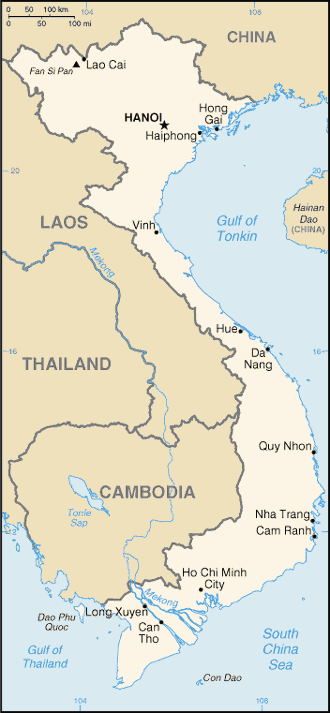 0 50 100 km
0 50 100 mi
104
108
CHINA
Lao Cai
Fan Si Pan
HANOI
Hong
Gai
Haiphong
20
20
Hainan
Dao
(CHINA)
LAOS
Vinh
Gulf of
Tonkin
Mekong
Hue
Da
Nang
16
16
THAILAND
Quy Nhon
CAMBODIA
Tonle
Sap
Nha Trang
Cam Ranh
12
12
Ho Chi Minh
City
Mekong
Long Xuyen
Dao Phu
Quoc
Can
Tho
Gulf of
Thailand
South
China
Sea
Con Dao
104
108